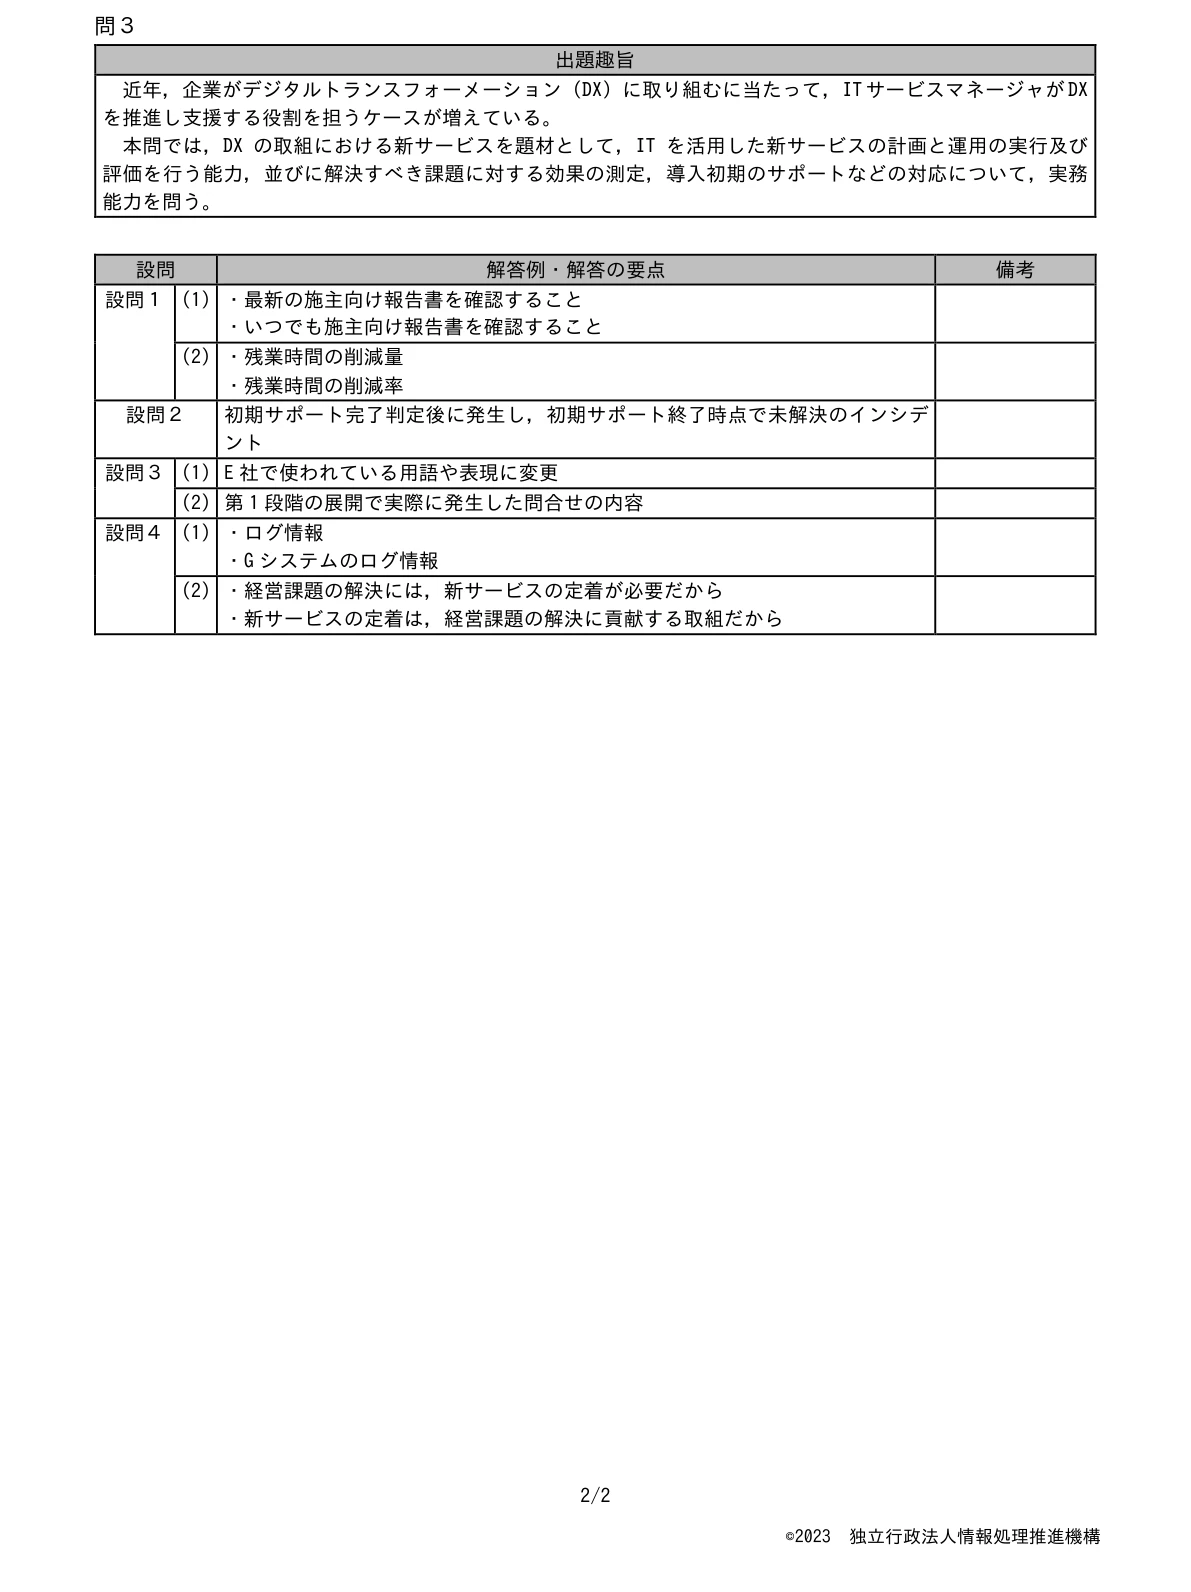 問３
出題趣旨
　近年，企業がデジタルトランスフォーメーション（DX）に取り組むに当たって，IT サービスマネージャが DX
を推進し支援する役割を担うケースが増えている。
　本問では，DX の取組における新サービスを題材として，IT を活用した新サービスの計画と運用の実行及び
評価を行う能力，並びに解決すべき課題に対する効果の測定，導入初期のサポートなどの対応について，実務
能力を問う。
設問 解答例・解答の要点 備考
設問１ (1) ・最新の施主向け報告書を確認すること
・いつでも施主向け報告書を確認すること
(2) ・残業時間の削減量
・残業時間の削減率
設問２ 初期サポート完了判定後に発生し，初期サポート終了時点で未解決のインシデ
ント
設問３ (1) E 社で使われている用語や表現に変更
(2) 第 1 段階の展開で実際に発生した問合せの内容
設問４ (1) ・ログ情報
・G システムのログ情報
(2) ・経営課題の解決には，新サービスの定着が必要だから
・新サービスの定着は，経営課題の解決に貢献する取組だから
2/2
©2023　独立行政法人情報処理推進機構